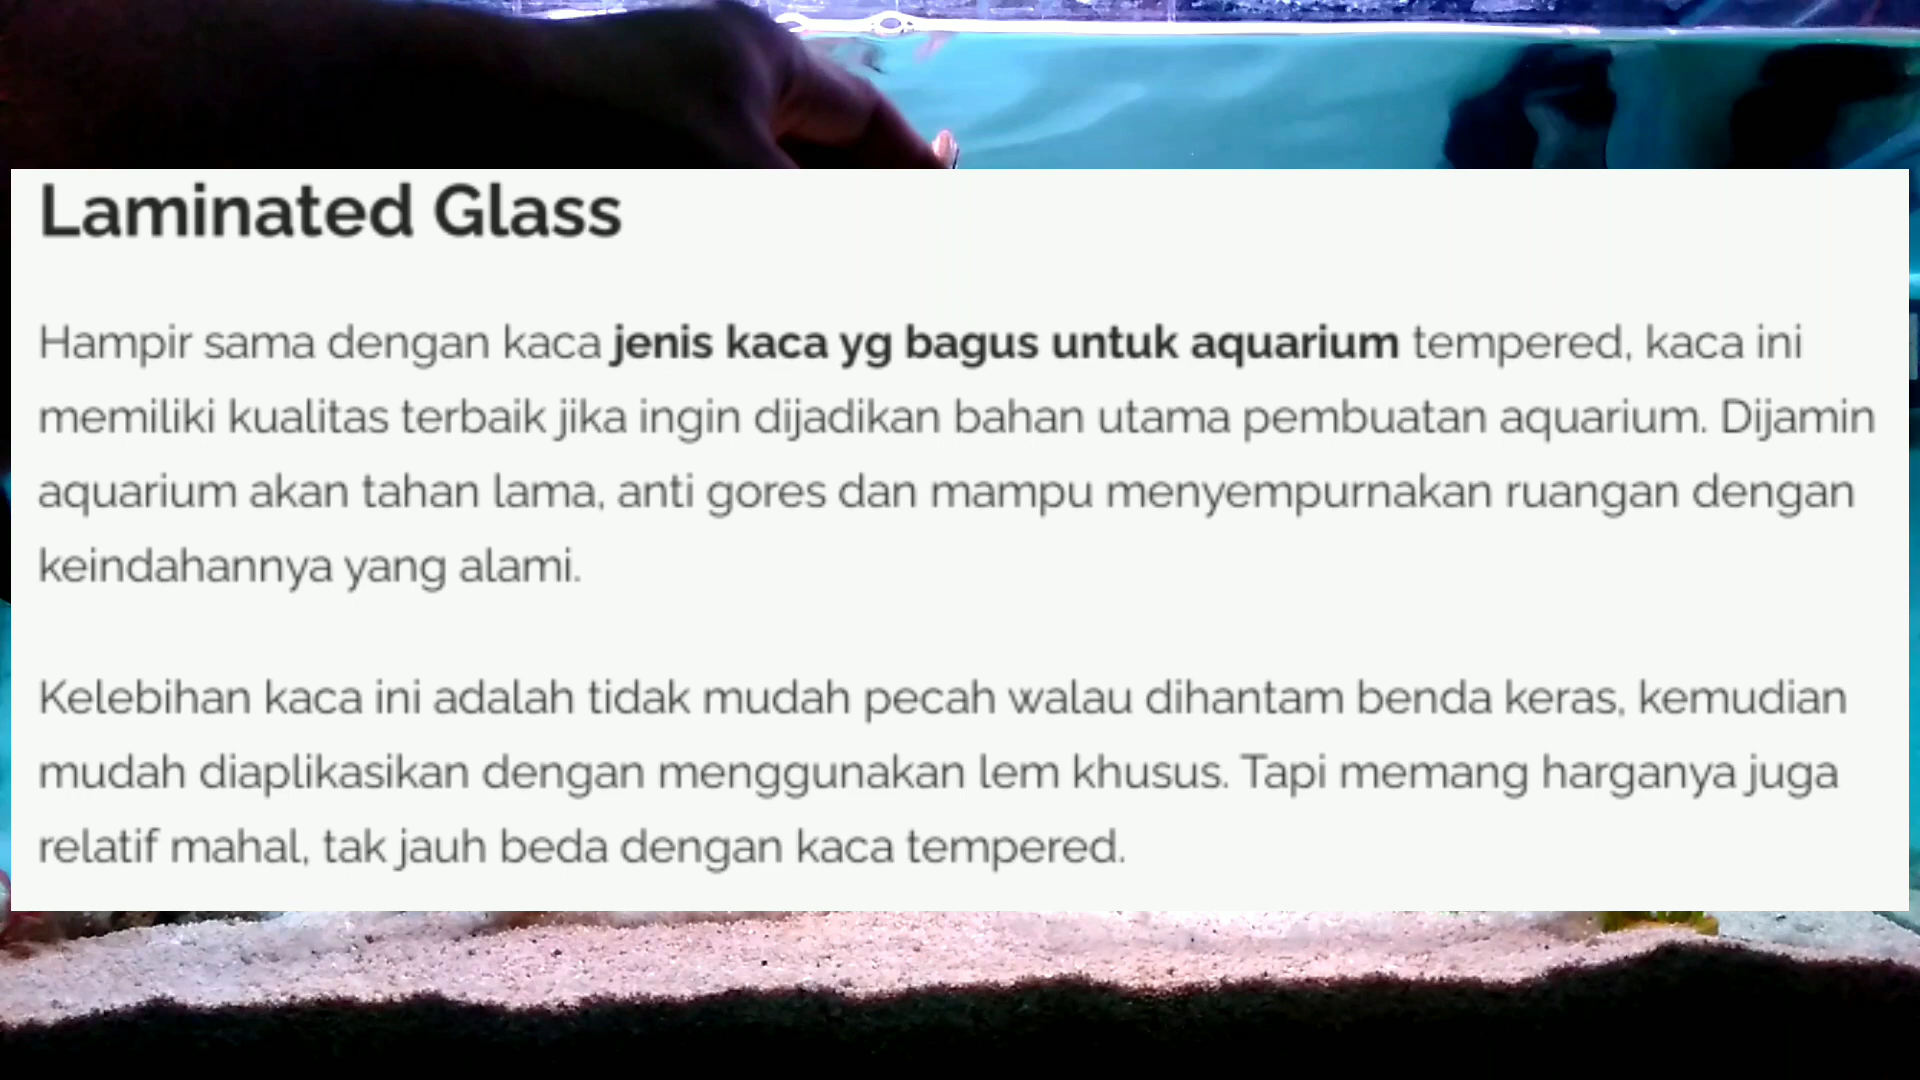 Laminated Glass
Hampir sama dengan kaca jenis kaca yg bagus untuk aquarium tempered, kaca ini
memiliki kualitas terbaik jika ingin dijadikan bahan utama pembuatan aquarium. Dijamin
aquarium akan tahan lama, anti gores dan mampu menyempurnakan ruangan dengan
keindahannya yang alami.
Kelebihan kaca ini adalah tidak mudah pecah walau dihantam benda keras, kemudian
mudah diaplikasikan dengan menggunakan lem khusus. Tapi memang harganya juga
relatif mahal, tak jauh beda dengan kaca tempered.